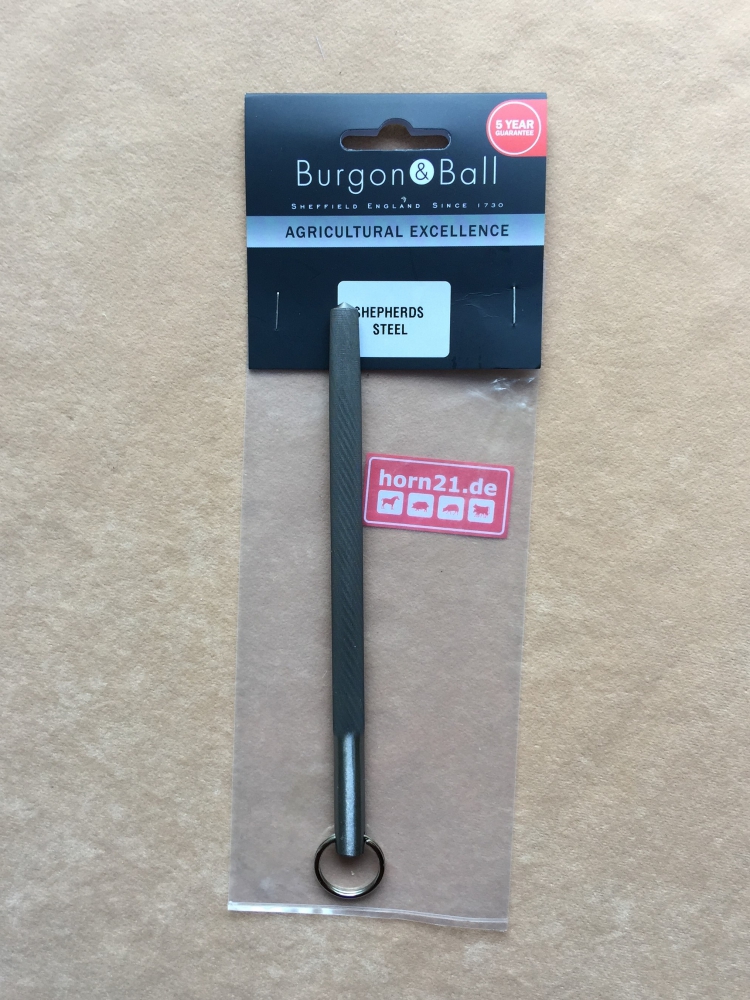 5 YEAR
GUARANTEE
Burgon & Ball
SHEFFIELD ENGLAND SINCE 1730
AGRICULTURAL EXCELLENCE
SHEPHERDS
STEEL
horn21.de